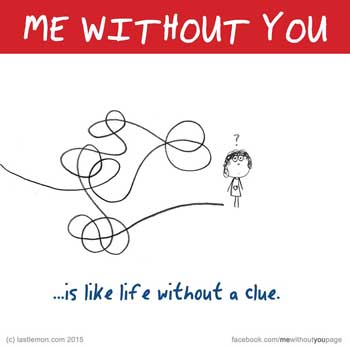 ME WITHOUT YOU
?
...is like life without a clue.
(c) lastlemon.com 2015 facebook.com/mewithoutyoupage